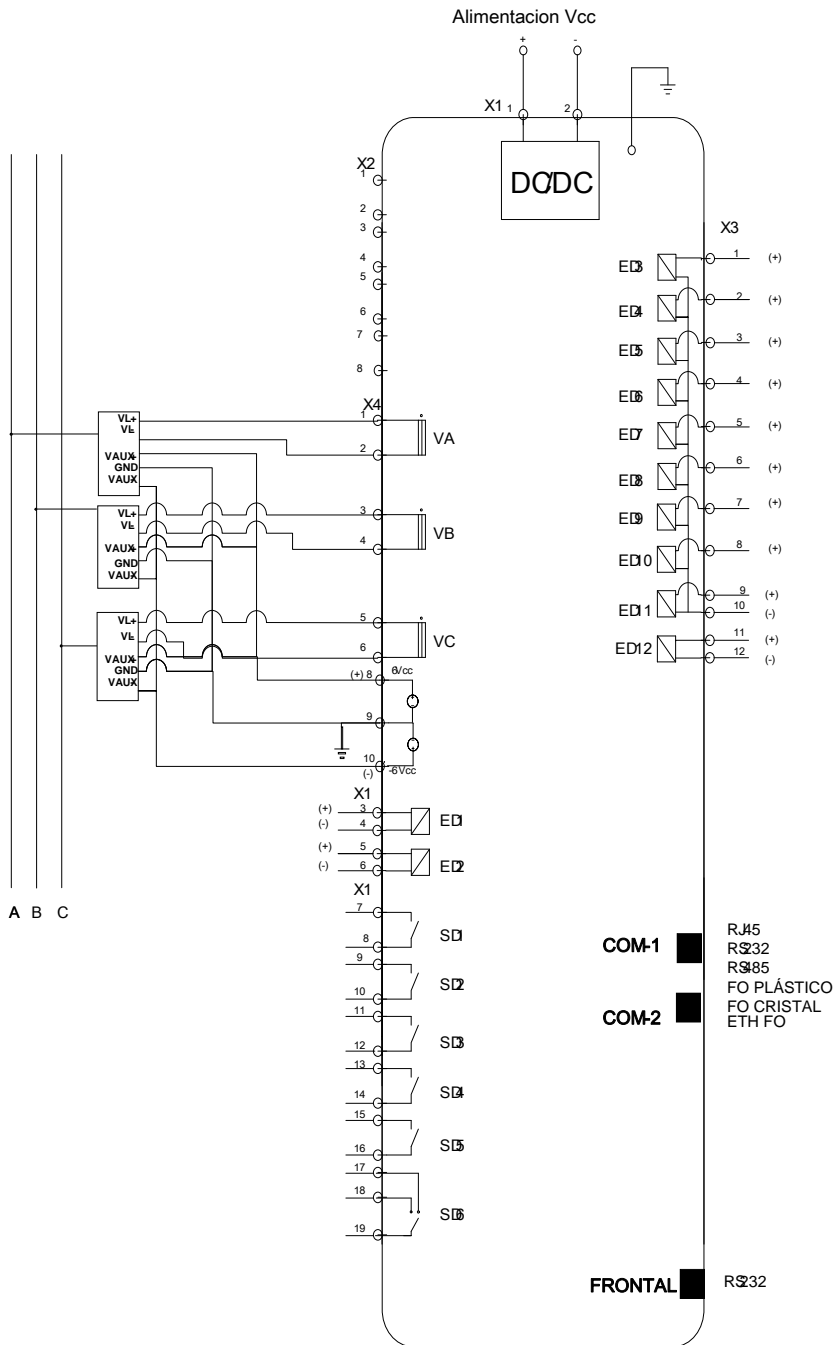 Alimentacion Vcc
+ -
X1 1 2
DC/DC
X2
1
2
3
4
5
6
7
8
X4
1
2
VA
VL+
VL-
VAUX+
GND
VAUX-
3
4
VB
VL+
VL-
VAUX+
GND
VAUX-
5
6
VC
VL+
VL-
VAUX+
GND
VAUX-
(+) 8 6Vcc
9
10 -6Vcc
(-)
X1
(+) 3
(-) 4
ED1
(+) 5
(-) 6
ED2
X1
7
8
SD1
9
10
SD2
11
12
SD3
13
14
SD4
15
16
SD5
17
18
19
SD6
A B C
X3
ED3 1 (+)
ED4 2 (+)
ED5 3 (+)
ED6 4 (+)
ED7 5 (+)
ED8 6 (+)
ED9 7 (+)
ED10 8 (+)
ED11 9 (+)
10 (-)
ED12 11 (+)
12 (-)
COM-1
COM-2
RJ45
RS232
RS485
FO PLÁSTICO
FO CRISTAL
ETH FO
FRONTAL RS232